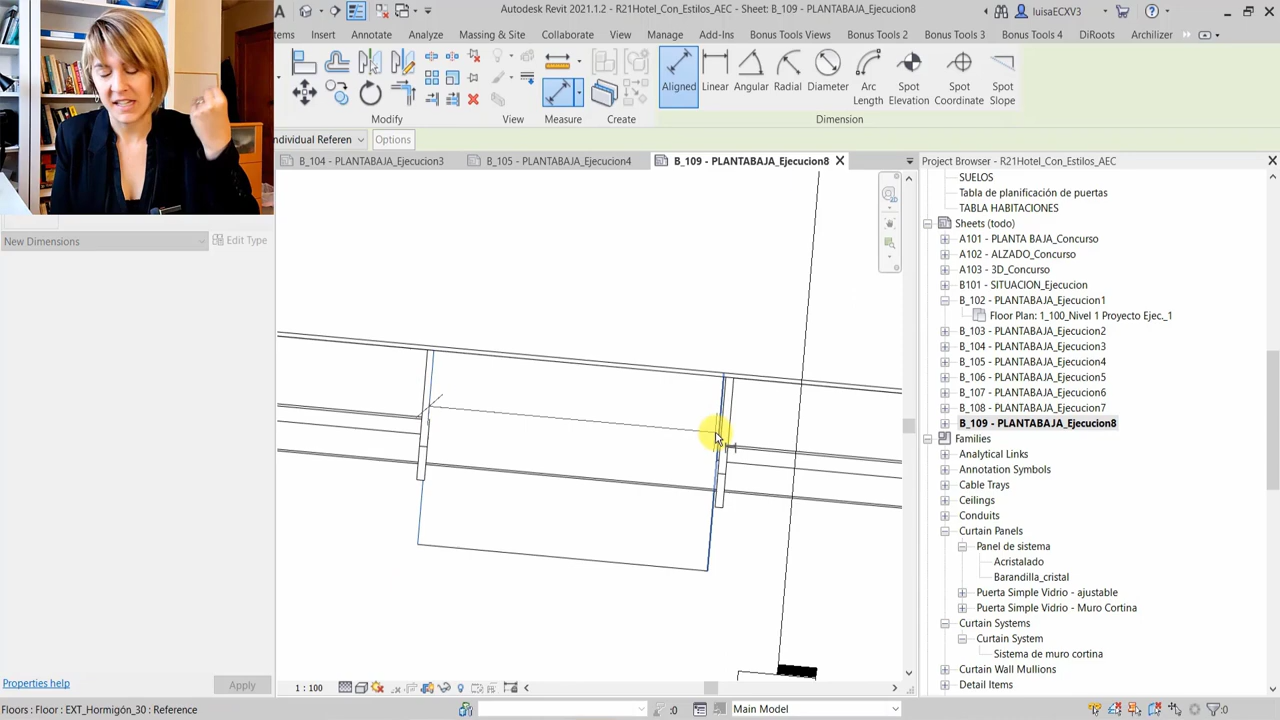 Autodesk Revit 2021.1.2 - R21Hotel_Con_Estilos_AEC - Sheet: B_109 - PLANTABAJA_Ejecucion8
luisaECXV3
Insert
Annotate
Analyze
Massing & Site
Collaborate
View
Manage
Add-Ins
Bonus Tools Views
Bonus Tools 2
Bonus Tools 3
Bonus Tools 4
DiRoots
Archilizer
Aligned
Linear
Angular
Radial
Diameter
Arc
Length
Spot
Elevation
Spot
Coordinate
Spot
Slope
Modify
View
Measure
Create
Dimension
Options
B_104 - PLANTABAJA_Ejecucion3
B_105 - PLANTABAJA_Ejecucion4
B_109 - PLANTABAJA_Ejecucion8
Project Browser - R21Hotel_Con_Estilos_AEC
SUELOS
Tabla de planificación de puertas
TABLA HABITACIONES
Sheets (todo)
A101 - PLANTA BAJA_Concurso
A102 - ALZADO_Concurso
A103 - 3D_Concurso
B101 - SITUACION_Ejecucion
B_102 - PLANTABAJA_Ejecucion1
Floor Plan: 1_100_Nivel 1 Proyecto Ejec._1
B_103 - PLANTABAJA_Ejecucion2
B_104 - PLANTABAJA_Ejecucion3
B_105 - PLANTABAJA_Ejecucion4
B_106 - PLANTABAJA_Ejecucion5
B_107 - PLANTABAJA_Ejecucion6
B_108 - PLANTABAJA_Ejecucion7
B_109 - PLANTABAJA_Ejecucion8
Families
Analytical Links
Annotation Symbols
Cable Trays
Ceilings
Conduits
Curtain Panels
Panel de sistema
Acristalado
Barandilla_cristal
Puerta Simple Vidrio - ajustable
Puerta Simple Vidrio - Muro Cortina
Curtain Systems
Curtain System
Sistema de muro cortina
Curtain Wall Mullions
Detail Items
New Dimensions
Edit Type
Properties help
Apply
1 : 100
Floors : Floor : EXT_Hormigón_30 : Reference
:0
Main Model
:0